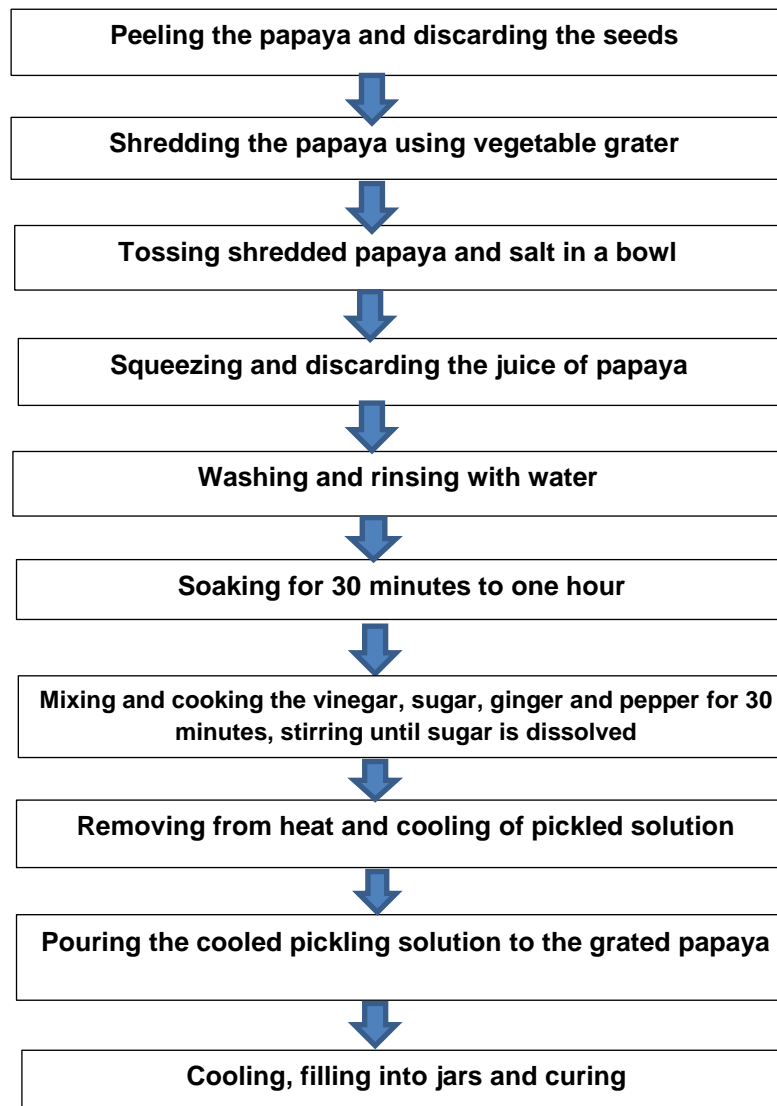 Peeling the papaya and discarding the seeds
Shredding the papaya using vegetable grater
Tossing shredded papaya and salt in a bowl
Squeezing and discarding the juice of papaya
Washing and rinsing with water
Soaking for 30 minutes to one hour
Mixing and cooking the vinegar, sugar, ginger and pepper for 30
minutes, stirring until sugar is dissolved
Removing from heat and cooling of pickled solution
Pouring the cooled pickling solution to the grated papaya
Cooling, filling into jars and curing